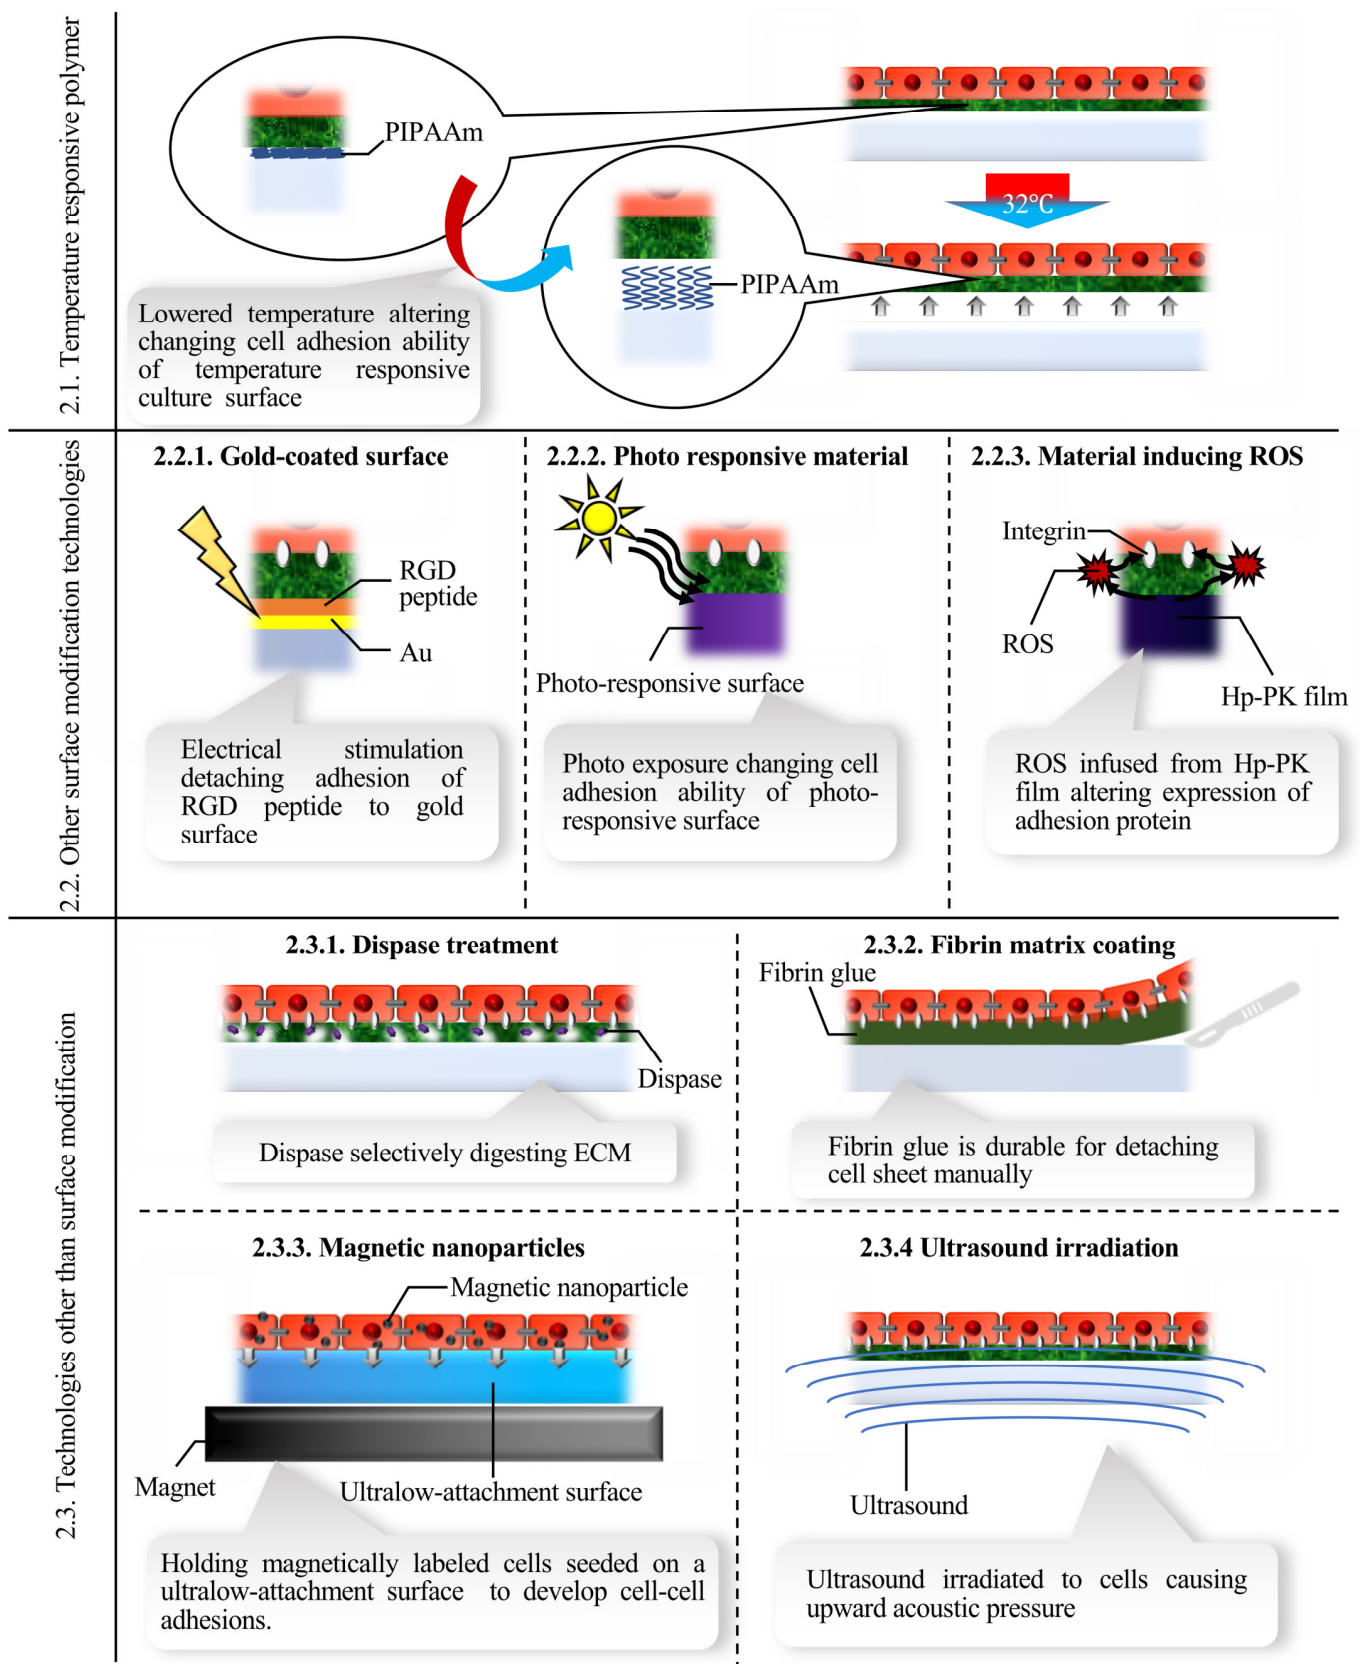 2.1. Temperature responsive polymer
PIPAAm
32°C
PIPAAm
Lowered temperature altering
changing cell adhesion ability
of temperature responsive
culture surface
2.2. Other surface modification technologies
2.2.1. Gold-coated surface
RGD
peptide
Au
Electrical stimulation
detaching adhesion of
RGD peptide to gold
surface
2.2.2. Photo responsive material
Photo-responsive surface
Photo exposure changing cell
adhesion ability of photo-
responsive surface
2.2.3. Material inducing ROS
Integrin
ROS
Hp-PK film
ROS infused from Hp-PK
film altering expression of
adhesion protein
2.3. Technologies other than surface modification
2.3.1. Dispase treatment
Dispase
Dispase selectively digesting ECM
2.3.2. Fibrin matrix coating
Fibrin glue
Fibrin glue is durable for detaching
cell sheet manually
2.3.3. Magnetic nanoparticles
Magnetic nanoparticle
Magnet
Ultralow-attachment surface
Holding magnetically labeled cells seeded on a
ultralow-attachment surface to develop cell-cell
adhesions.
2.3.4 Ultrasound irradiation
Ultrasound
Ultrasound irradiated to cells causing
upward acoustic pressure